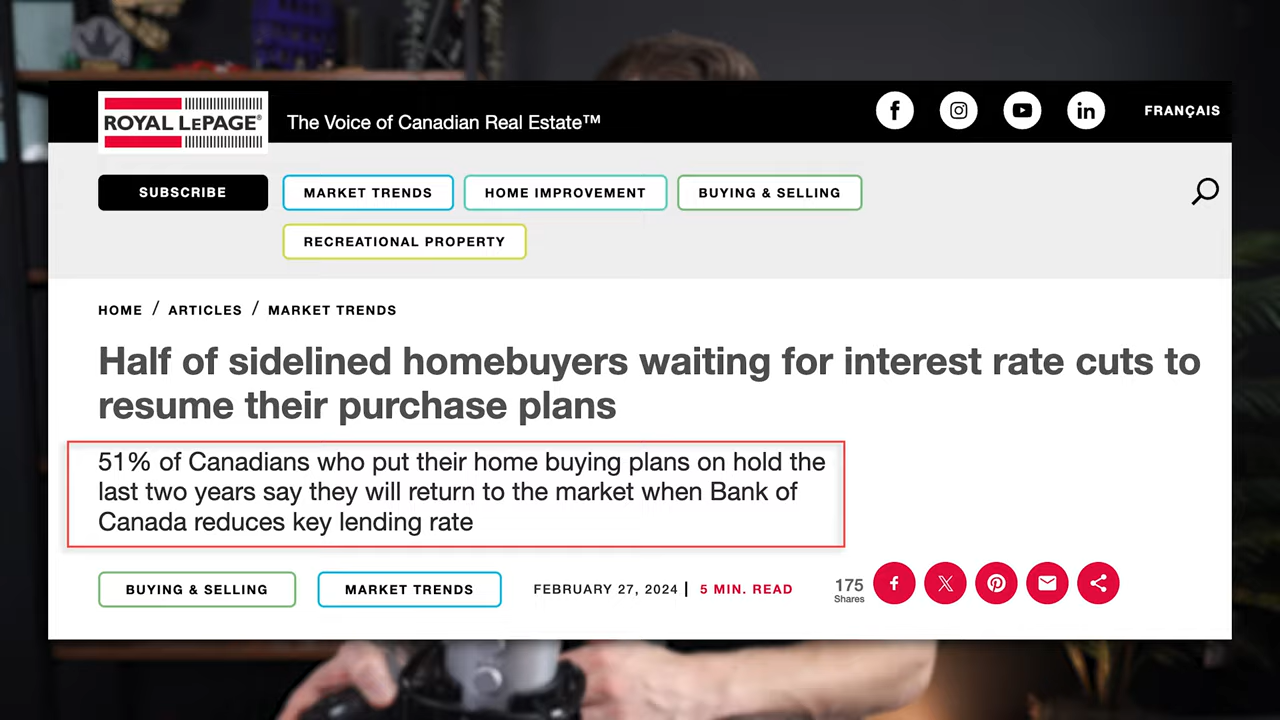 ROYAL LEPAGE®
The Voice of Canadian Real Estate™
FRANÇAIS
SUBSCRIBE
MARKET TRENDS
HOME IMPROVEMENT
BUYING & SELLING
RECREATIONAL PROPERTY
HOME / ARTICLES / MARKET TRENDS
Half of sidelined homebuyers waiting for interest rate cuts to
resume their purchase plans
51% of Canadians who put their home buying plans on hold the
last two years say they will return to the market when Bank of
Canada reduces key lending rate
BUYING & SELLING
MARKET TRENDS
FEBRUARY 27, 2024 | 5 MIN. READ
175
Shares